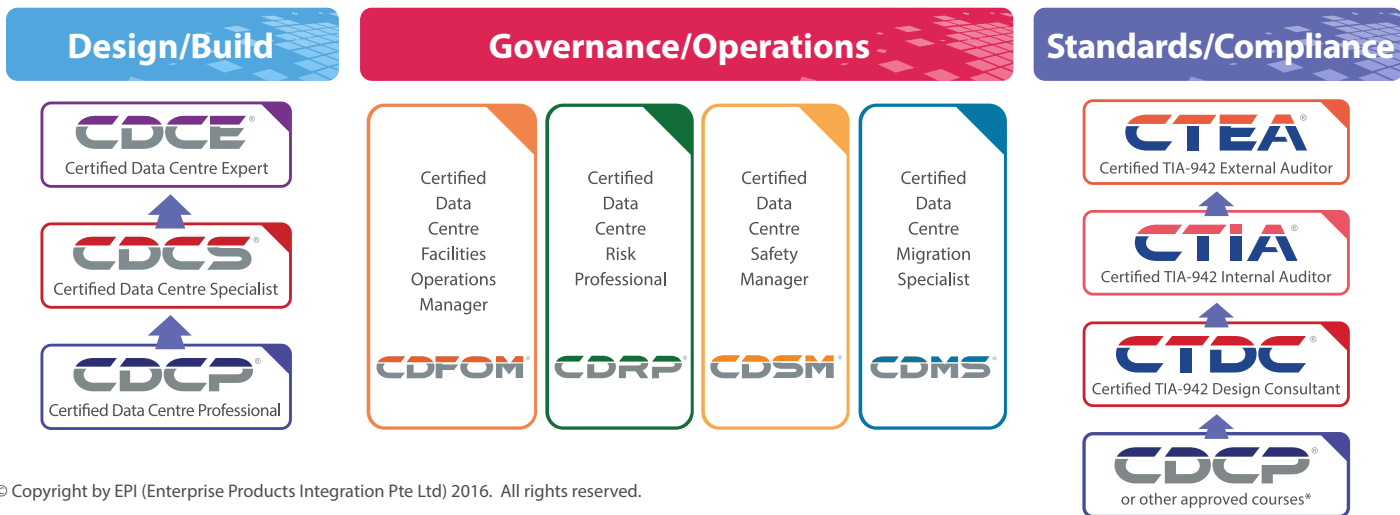 Design/Build
CDCE®
Certified Data Centre Expert
CDCS®
Certified Data Centre Specialist
CDCP®
Certified Data Centre Professional
Governance/Operations
Certified
Data
Centre
Facilities
Operations
Manager
CDFOM®
Certified
Data
Centre
Risk
Professional
CDRP®
Certified
Data
Centre
Safety
Manager
CDSM®
Certified
Data
Centre
Migration
Specialist
CDMS®
Standards/Compliance
CTEA®
Certified TIA-942 External Auditor
CTIA®
Certified TIA-942 Internal Auditor
CTDC®
Certified TIA-942 Design Consultant
CDCP®
or other approved courses*
© Copyright by EPI (Enterprise Products Integration Pte Ltd) 2016. All rights reserved.